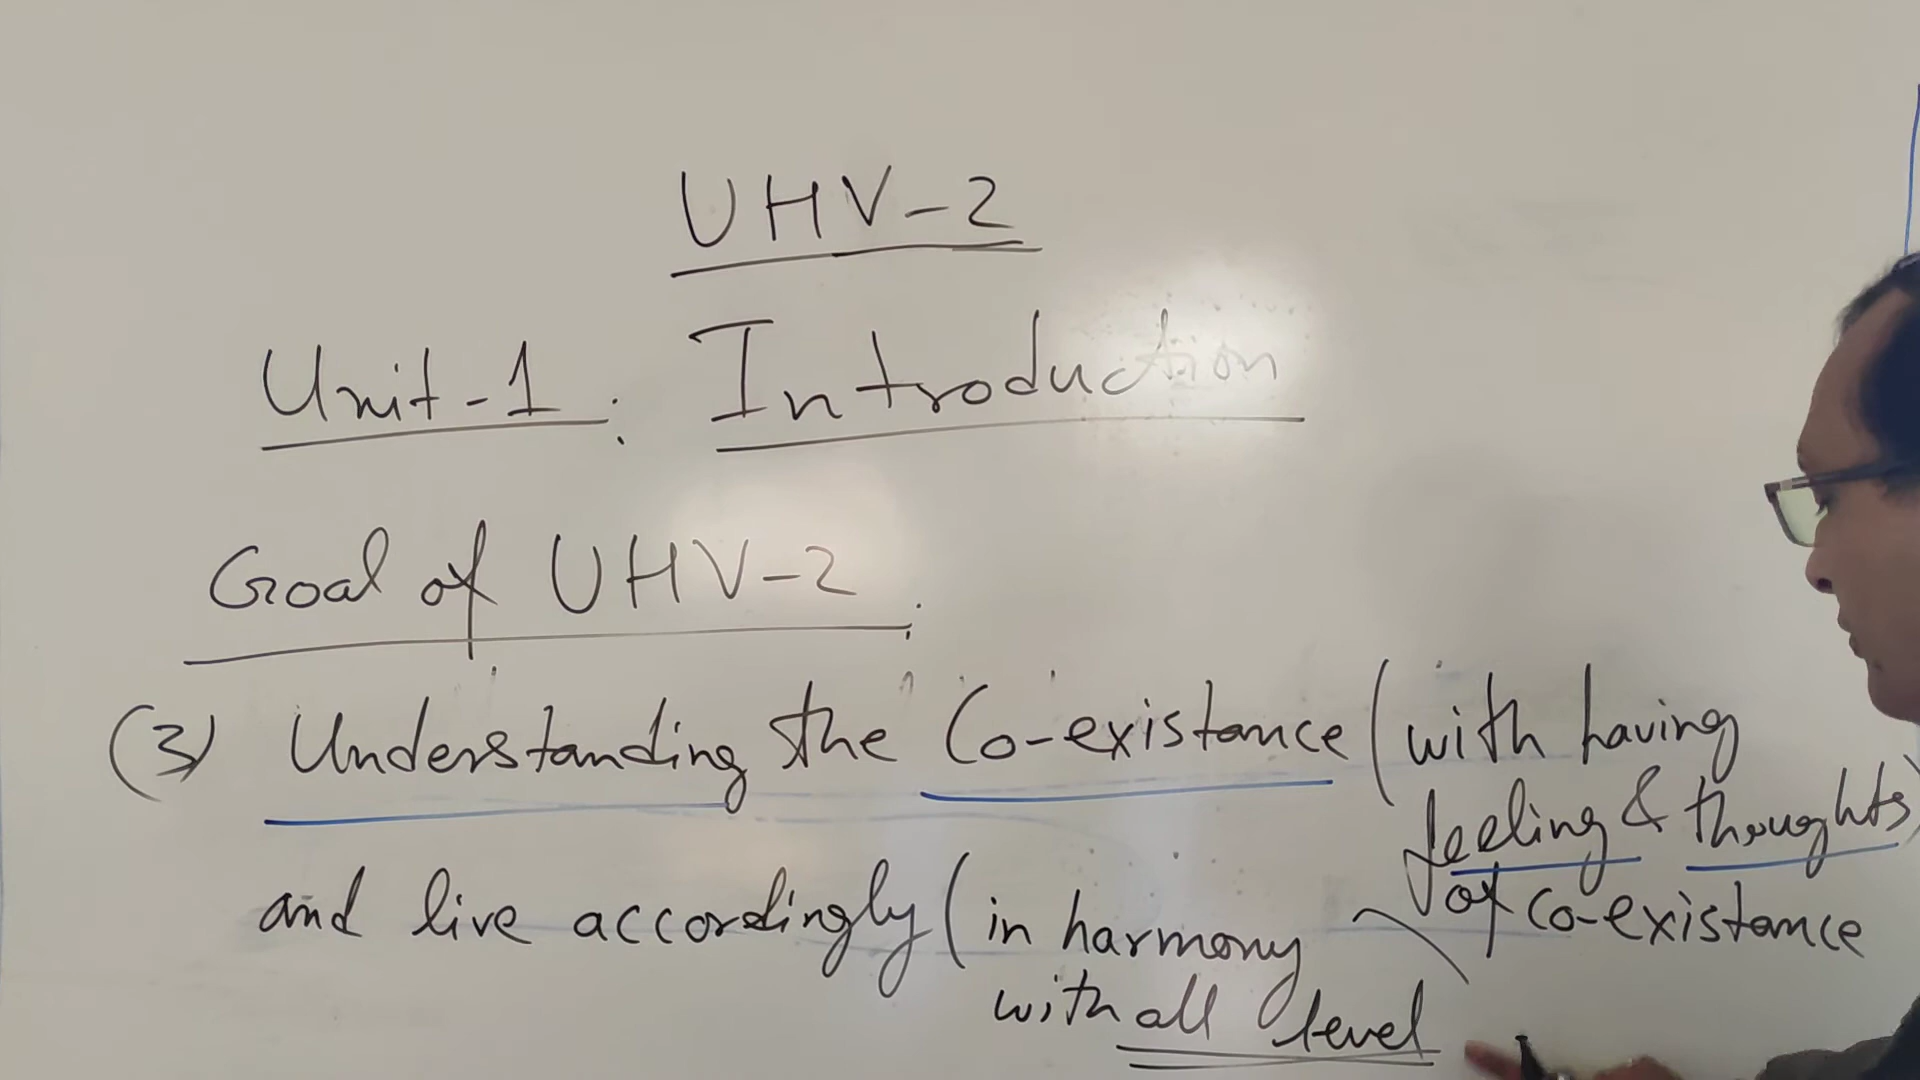 UHV-2
Unit-1: Introduction
Goal of UHV-2:
(3) Understanding the Co-existance (with having
feeling & thoughts)
of co-existance
and live accordingly (in harmony
with all level